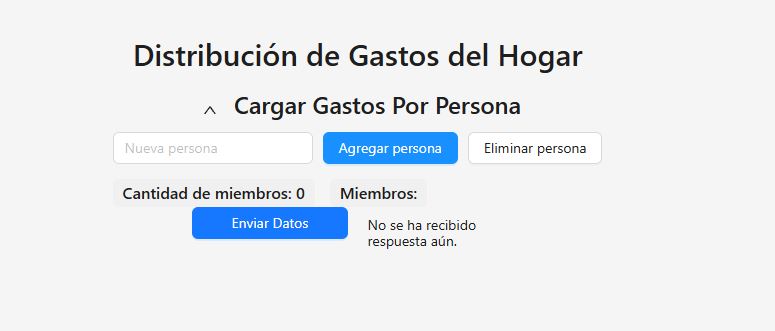 Distribución de Gastos del Hogar
Cargar Gastos Por Persona
Nueva persona
Agregar persona
Eliminar persona
Cantidad de miembros: 0
Miembros:
Enviar Datos
No se ha recibido
respuesta aún.